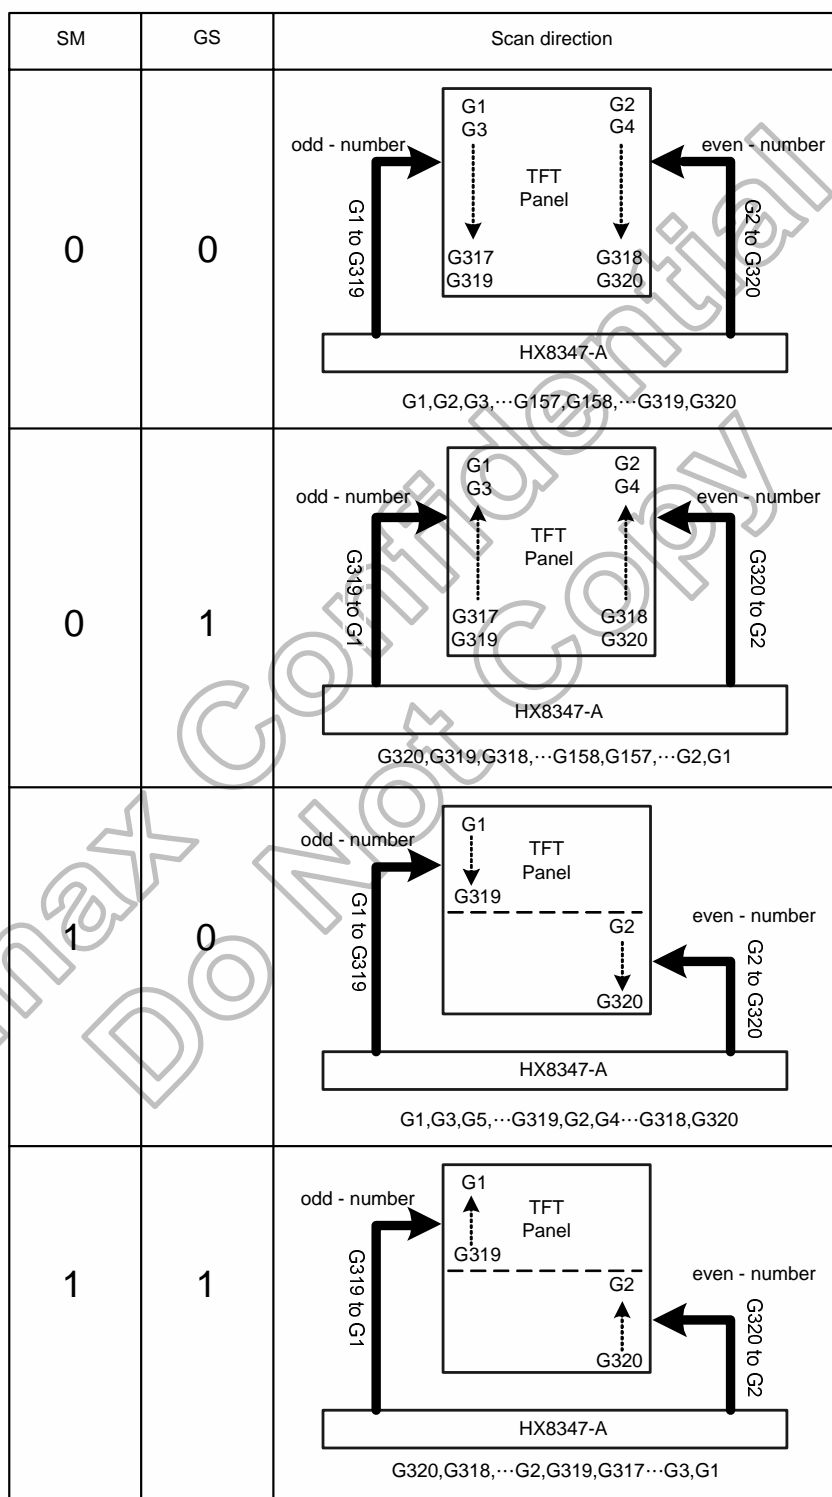 SM GS Scan direction
0 0
G1 G2
G3 G4
odd - number even - number
TFT
Panel
G1 to G319 G2 to G320
G317 G318
G319 G320
HX8347-A
G1,G2,G3,⋯G157,G158,⋯G319,G320
0 1
G1 G2
G3 G4
odd - number even - number
TFT
Panel
G319 to G1 G320 to G2
G317 G318
G319 G320
HX8347-A
G320,G319,G318,⋯G158,G157,⋯G2,G1
1 0
G1
odd - number
TFT
Panel
G1 to G319
G319
G2
even - number
G2 to G320
G320
HX8347-A
G1,G3,G5,⋯G319,G2,G4⋯G318,G320
1 1
G1
odd - number
TFT
Panel
G319 to G1
G319
G2
even - number
G320 to G2
G320
HX8347-A
G320,G318,⋯G2,G319,G317⋯G3,G1
max Confidential
Do Not Copy